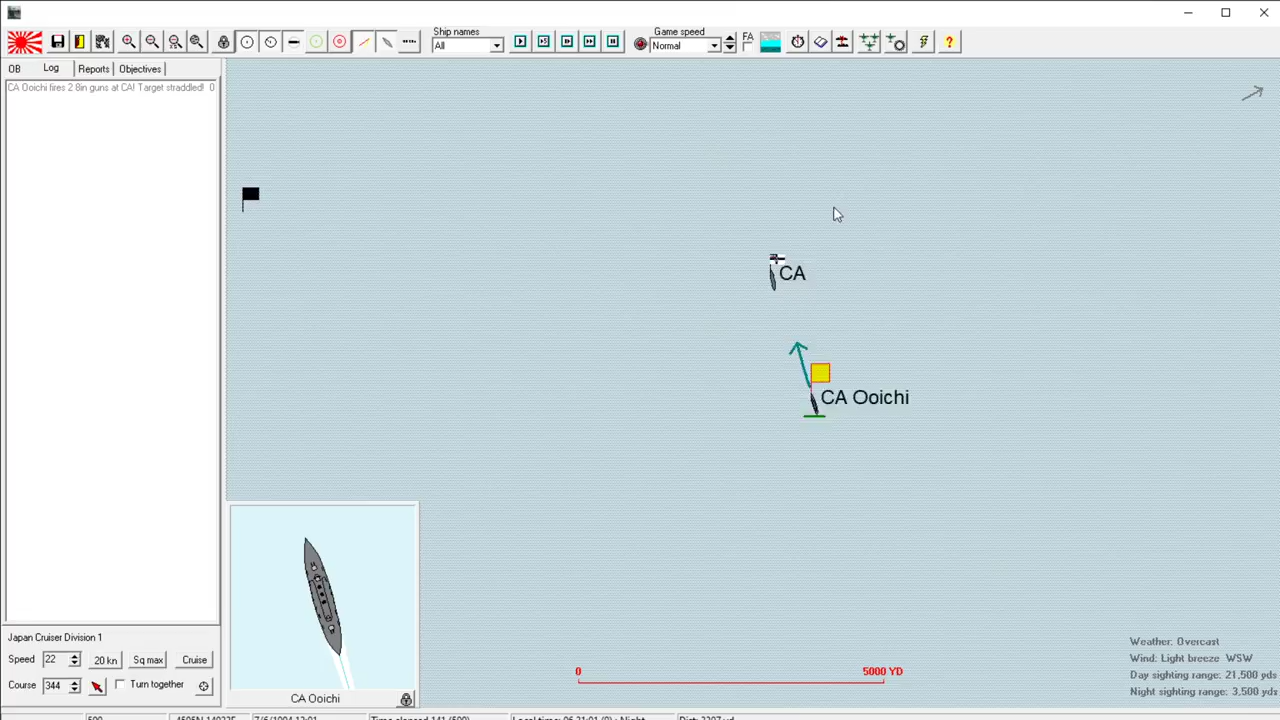 Ship names
All
Game speed
Normal
FA
OB
Log
Reports
Objectives
CA Ooichi fires 2 8in guns at CA! Target straddled! 0
CA
CA Ooichi
Japan Cruiser Division 1
Speed
22
20 kn
Sq max
Cruise
Course
344
Turn together
CA Ooichi
0
5000 YD
Weather: Overcast
Wind: Light breeze WSW
Day sighting range: 21,500 yds
Night sighting range: 3,500 yds